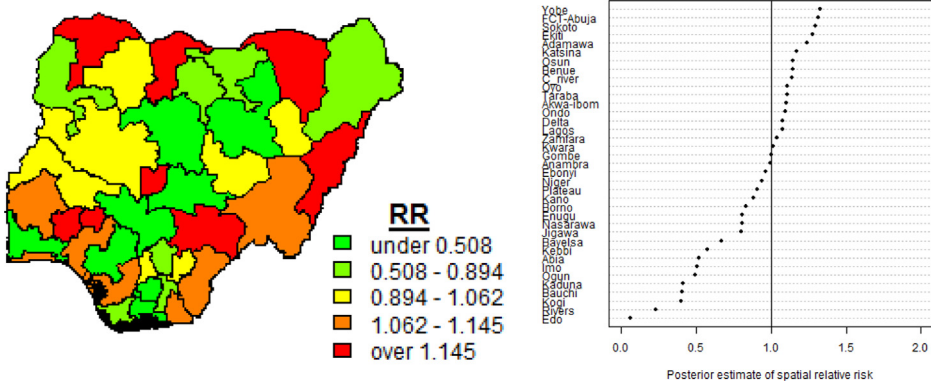 RR
under 0.508
0.508 - 0.894
0.894 - 1.062
1.062 - 1.145
over 1.145
Yobe
FCT-Abuja
Sokoto
Ekiti
Adamawa
Katsina
Osun
Benue
C_river
Oyo
Taraba
Akwa-Ibom
Ondo
Delta
Lagos
Zamfara
Kwara
Gombe
Anambra
Ebonyi
Niger
Plateau
Kano
Borno
Enugu
Nasarawa
Jigawa
Bayelsa
Kebbi
Abia
Imo
Ogun
Kaduna
Bauchi
Kogi
Rivers
Edo
0.0 0.5 1.0 1.5 2.0
Posterior estimate of spatial relative risk